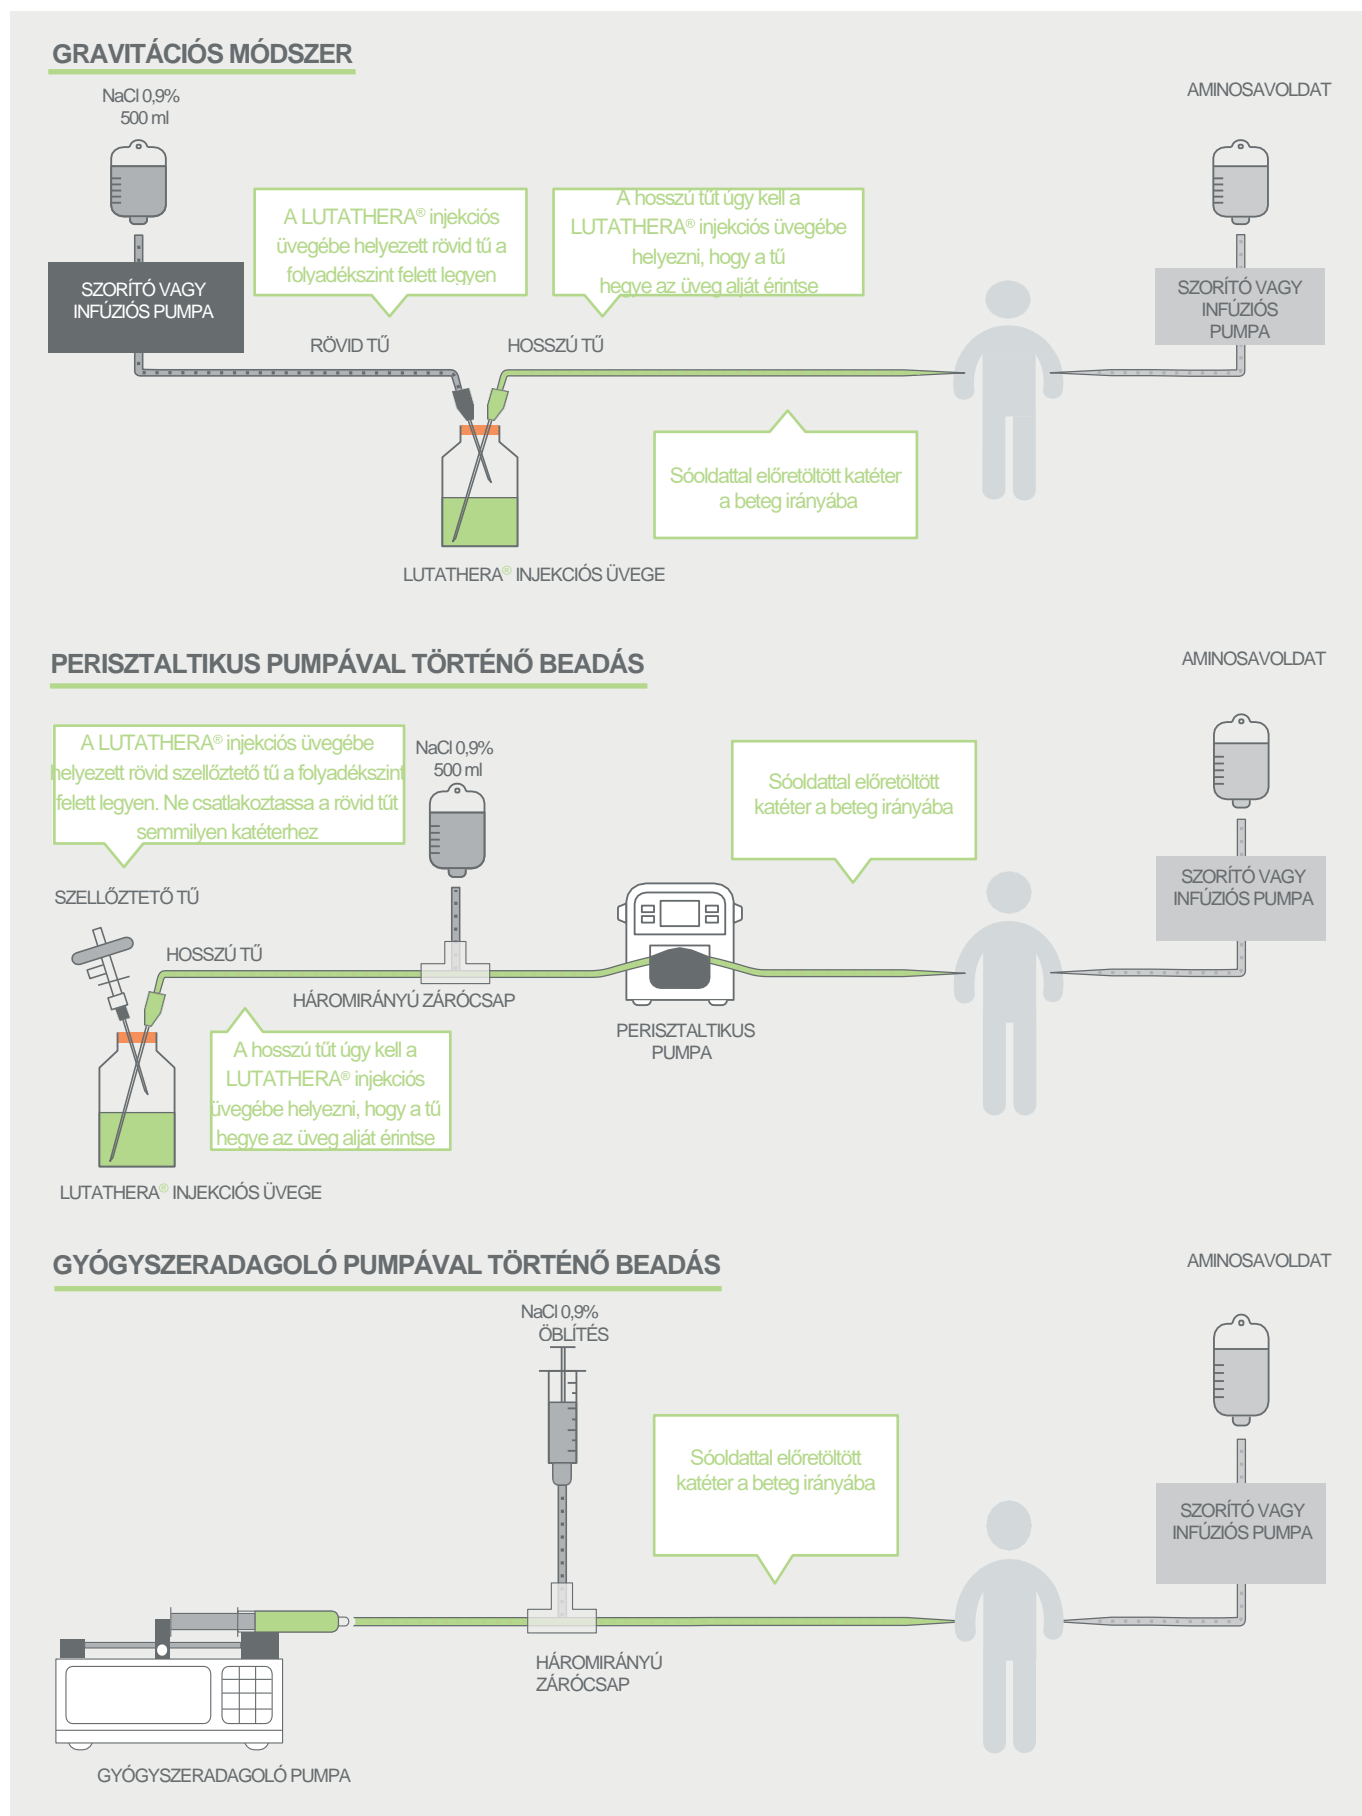 GRAVITÁCIÓS MÓDSZER
NaCl 0,9%
500 ml
AMINOSAVOLDAT
A LUTATHERA® injekciós
üvegébe helyezett rövid tű a
folyadékszint felett legyen
A hosszú tűt úgy kell a
LUTATHERA® injekciós üvegébe
helyezni, hogy a tű
hegye az üveg alját érintse
SZORÍTÓ VAGY
INFÚZIÓS PUMPA
SZORÍTÓ VAGY
INFÚZIÓS
PUMPA
RÖVID TŰ
HOSSZÚ TŰ
Sóoldattal előretöltött katéter
a beteg irányába
LUTATHERA® INJEKCIÓS ÜVEGE
PERISZTALTIKUS PUMPÁVAL TÖRTÉNŐ BEADÁS
AMINOSAVOLDAT
A LUTATHERA® injekciós üvegébe
helyezett rövid szellőztető tű a folyadékszint
felett legyen. Ne csatlakoztassa a rövid tűt
semmilyen katéterhez
NaCl 0,9%
500 ml
Sóoldattal előretöltött
katéter a beteg irányába
SZORÍTÓ VAGY
INFÚZIÓS PUMPA
SZELLŐZTETŐ TŰ
HOSSZÚ TŰ
HÁROMIRÁNYÚ ZÁRÓCSAP
PERISZTALTIKUS
PUMPA
A hosszú tűt úgy kell a
LUTATHERA® injekciós
üvegébe helyezni, hogy a tű
hegye az üveg alját érintse
LUTATHERA® INJEKCIÓS ÜVEGE
GYÓGYSZERADAGOLÓ PUMPÁVAL TÖRTÉNŐ BEADÁS
AMINOSAVOLDAT
NaCl 0,9%
ÖBLÍTÉS
Sóoldattal előretöltött
katéter a beteg irányába
SZORÍTÓ VAGY
INFÚZIÓS PUMPA
HÁROMIRÁNYÚ
ZÁRÓCSAP
GYÓGYSZERADAGOLÓ PUMPA